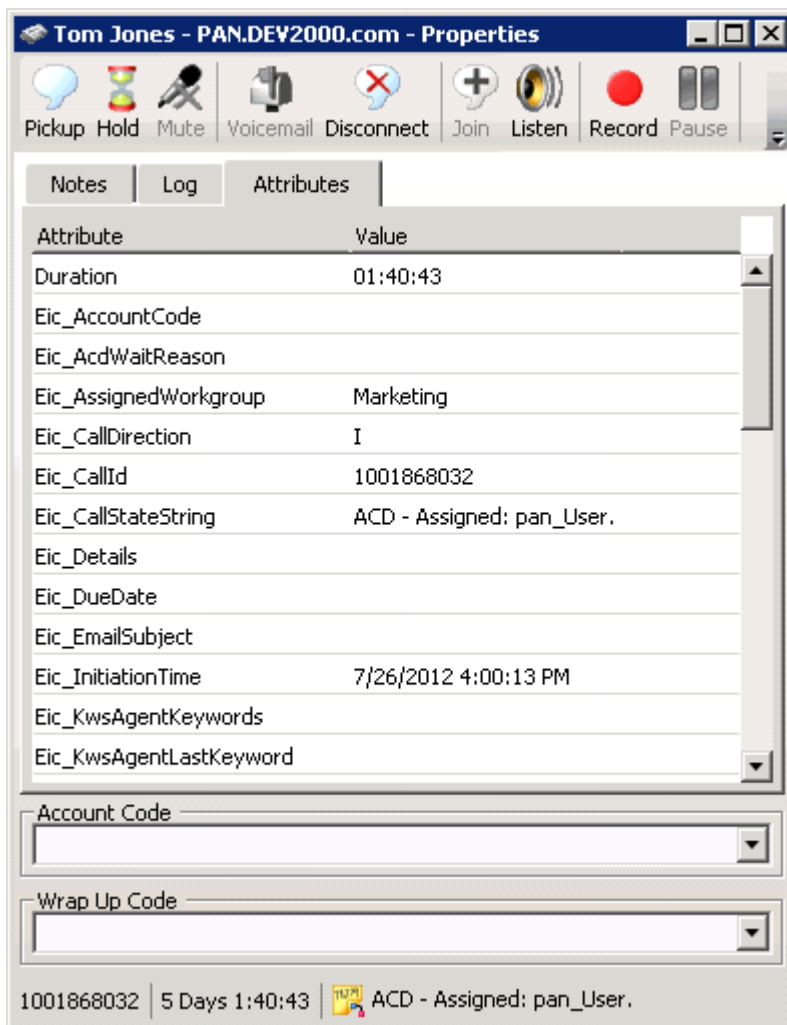 Tom Jones - PAN.DEV2000.com - Properties
Pickup Hold Mute Voicemail Disconnect Join Listen Record Pause
Notes Log Attributes
Attribute Value
Duration 01:40:43
Eic_AccountCode
Eic_AcdWaitReason
Eic_AssignedWorkgroup Marketing
Eic_CallDirection I
Eic_CallId 1001868032
Eic_CallStateString ACD - Assigned: pan_User.
Eic_Details
Eic_DueDate
Eic_EmailSubject
Eic_InitiationTime 7/26/2012 4:00:13 PM
Eic_KwsAgentKeywords
Eic_KwsAgentLastKeyword
Account Code
Wrap Up Code
1001868032 5 Days 1:40:43 ACD - Assigned: pan_User.